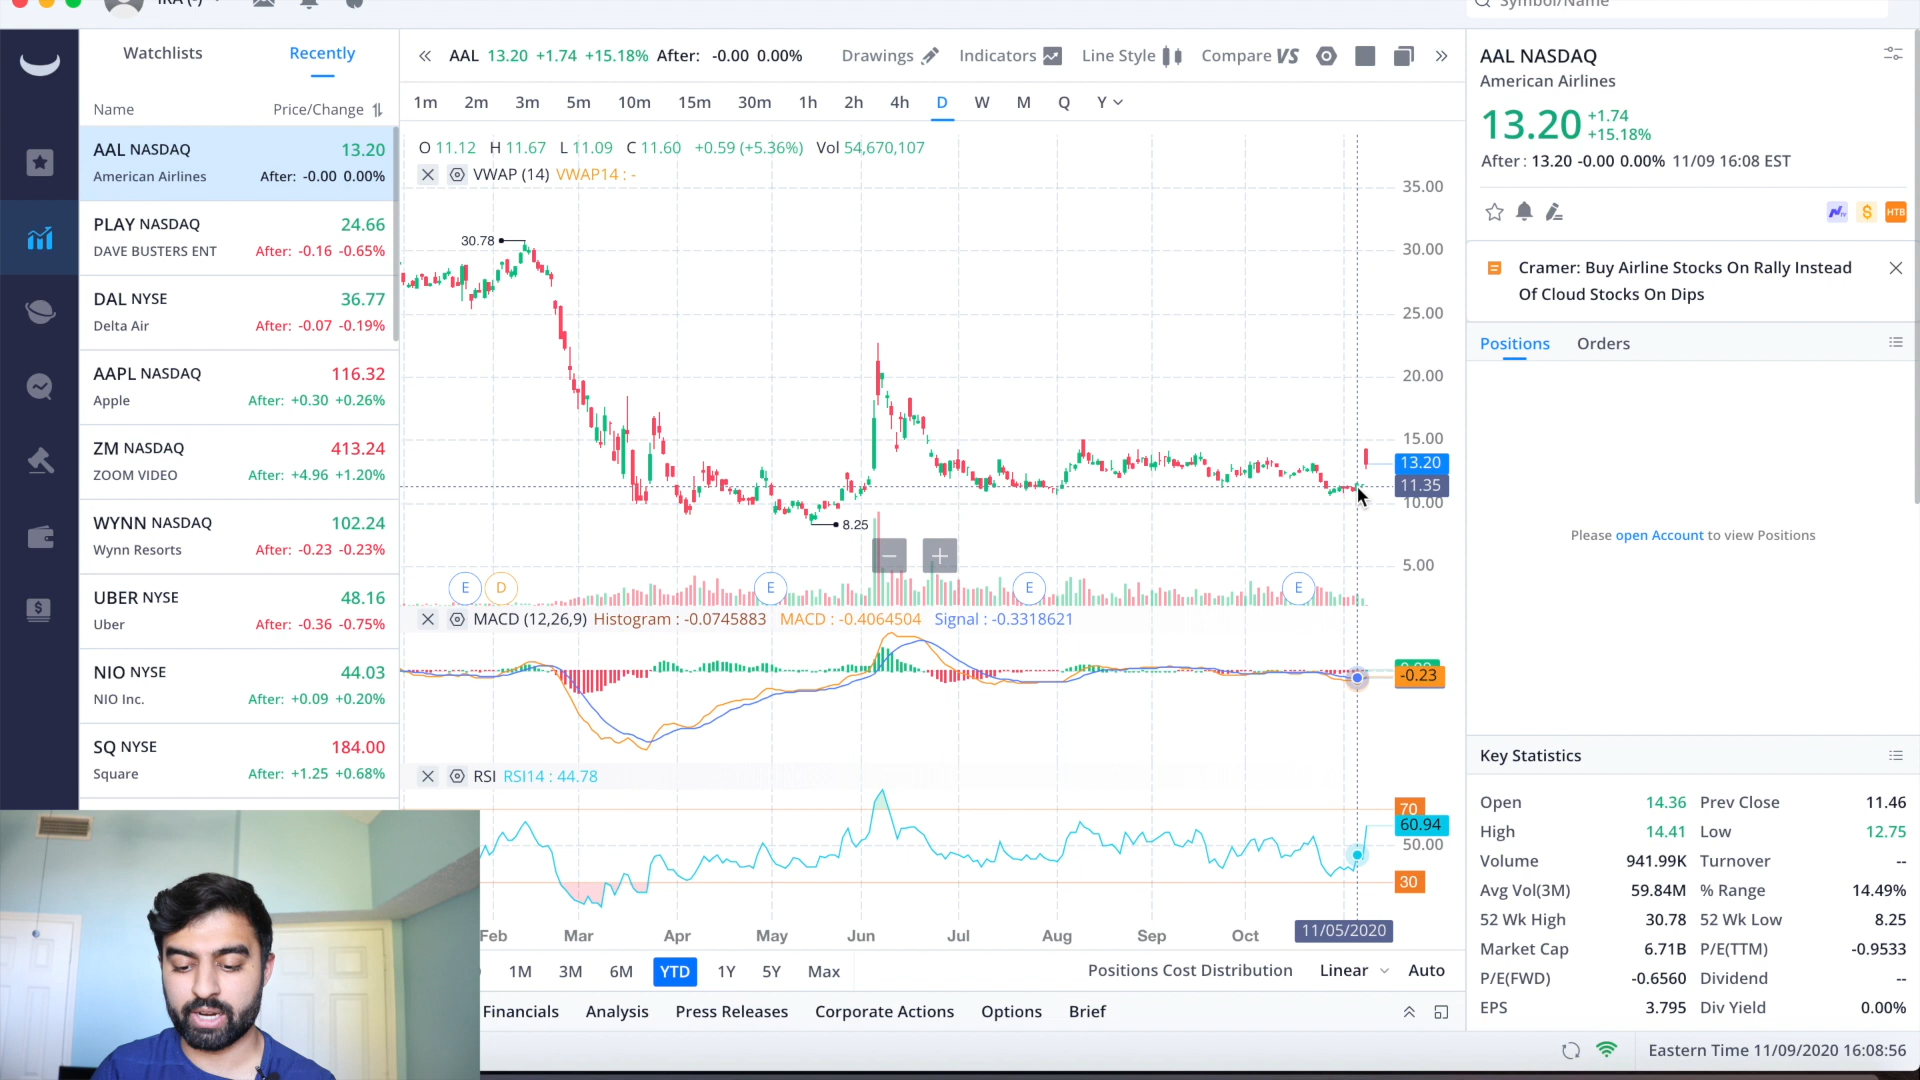 IRA (-)
Symbol/Name
Watchlists Recently
Name Price/Change
AAL NASDAQ 13.20
American Airlines After: -0.00 0.00%
PLAY NASDAQ 24.66
DAVE BUSTERS ENT After: -0.16 -0.65%
DAL NYSE 36.77
Delta Air After: -0.07 -0.19%
AAPL NASDAQ 116.32
Apple After: +0.30 +0.26%
ZM NASDAQ 413.24
ZOOM VIDEO After: +4.96 +1.20%
WYNN NASDAQ 102.24
Wynn Resorts After: -0.23 -0.23%
UBER NYSE 48.16
Uber After: -0.36 -0.75%
NIO NYSE 44.03
NIO Inc. After: +0.09 +0.20%
SQ NYSE 184.00
Square After: +1.25 +0.68%
AAL 13.20 +1.74 +15.18% After: -0.00 0.00% Drawings Indicators Line Style Compare VS
1m 2m 3m 5m 10m 15m 30m 1h 2h 4h D W M Q Y
O 11.12 H 11.67 L 11.09 C 11.60 +0.59 (+5.36%) Vol 54,670,107
VWAP (14) VWAP14 : -
35.00
30.78
30.00
25.00
20.00
15.00
13.20
11.35
10.00
8.25
5.00
E D E E E
MACD (12,26,9) Histogram : -0.0745883 MACD : -0.4064504 Signal : -0.3318621
-0.23
RSI RSI14 : 44.78
70
60.94
50.00
30
Feb Mar Apr May Jun Jul Aug Sep Oct 11/05/2020
1M 3M 6M YTD 1Y 5Y Max Positions Cost Distribution Linear Auto
Financials Analysis Press Releases Corporate Actions Options Brief
AAL NASDAQ
American Airlines
13.20 +1.74
+15.18%
After : 13.20 -0.00 0.00% 11/09 16:08 EST
$ HTB
Cramer: Buy Airline Stocks On Rally Instead
Of Cloud Stocks On Dips
Positions Orders
Please open Account to view Positions
Key Statistics
Open 14.36 Prev Close 11.46
High 14.41 Low 12.75
Volume 941.99K Turnover --
Avg Vol(3M) 59.84M % Range 14.49%
52 Wk High 30.78 52 Wk Low 8.25
Market Cap 6.71B P/E(TTM) -0.9533
P/E(FWD) -0.6560 Dividend --
EPS 3.795 Div Yield 0.00%
Eastern Time 11/09/2020 16:08:56